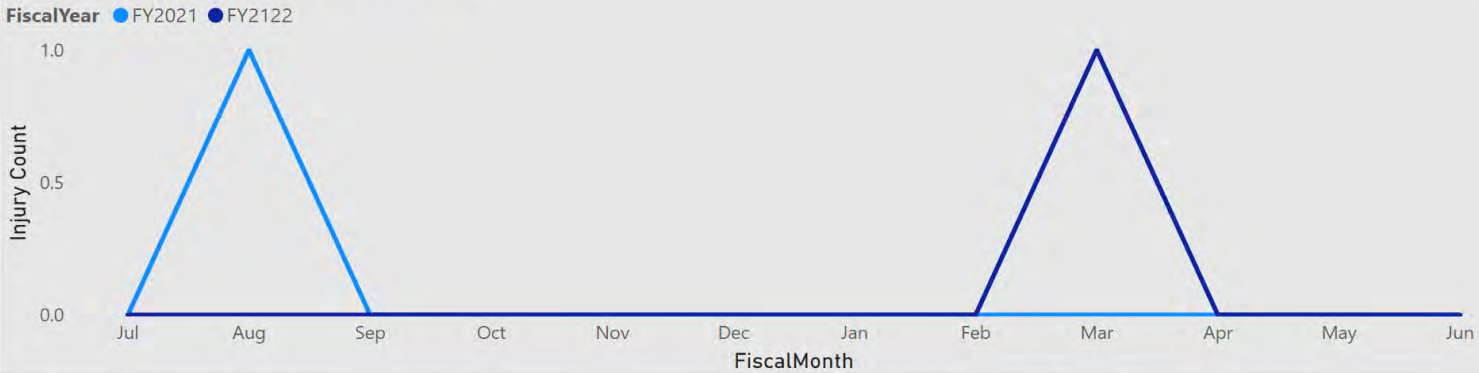 FiscalYear FY2021 FY2122
1.0
0.5
0.0
Injury Count
Jul Aug Sep Oct Nov Dec Jan Feb Mar Apr May Jun
FiscalMonth